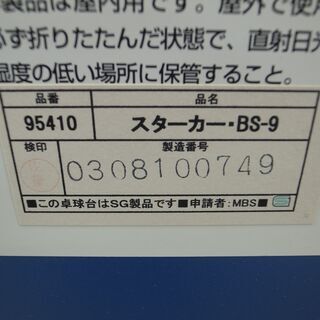 製品は屋内用です。屋外で使用
ず折りたたんだ状態で、直射日光
湿度の低い場所に保管すること。
品番 品名
95410 スターカー・BS-9
検印 製造番号
0308100749
■この卓球台はSG製品です■申請者:MBS■